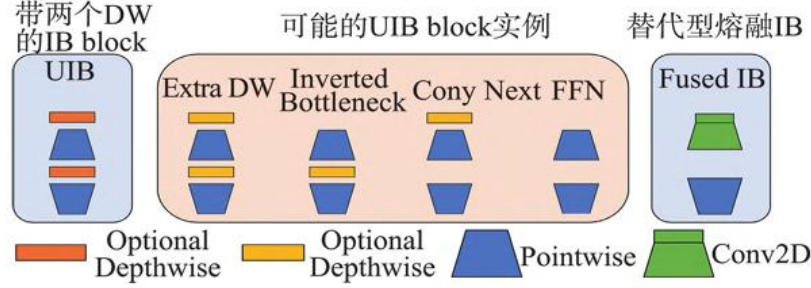 带两个DW
的IB block
UIB
可能的UIB block实例
Extra DW
Inverted
Bottleneck
Cony Next
FFN
替代型熔融IB
Fused IB
Optional
Depthwise
Optional
Depthwise
Pointwise
Conv2D